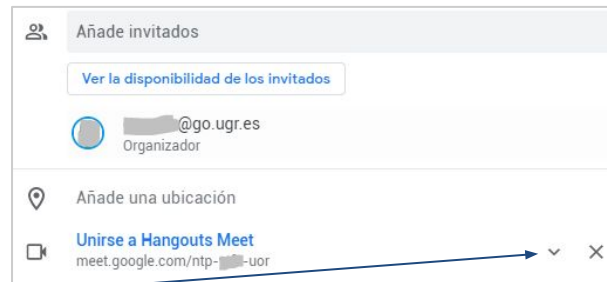 Añade invitados
Ver la disponibilidad de los invitados
@go.ugr.es
Organizador
Añade una ubicación
Unirse a Hangouts Meet
meet.google.com/ntp- -uor